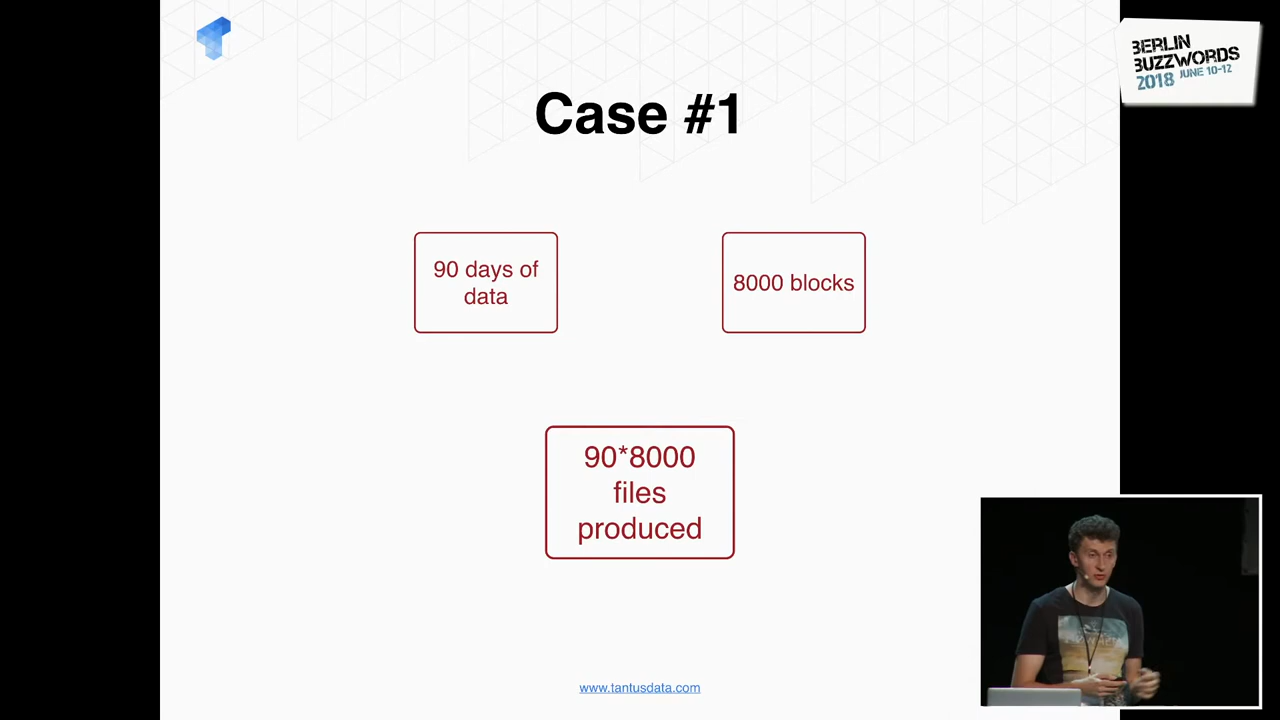 BERLIN
BUZZWORDS
2018 JUNE 10-12
Case #1
90 days of
data
8000 blocks
90*8000
files
produced
www.tantusdata.com